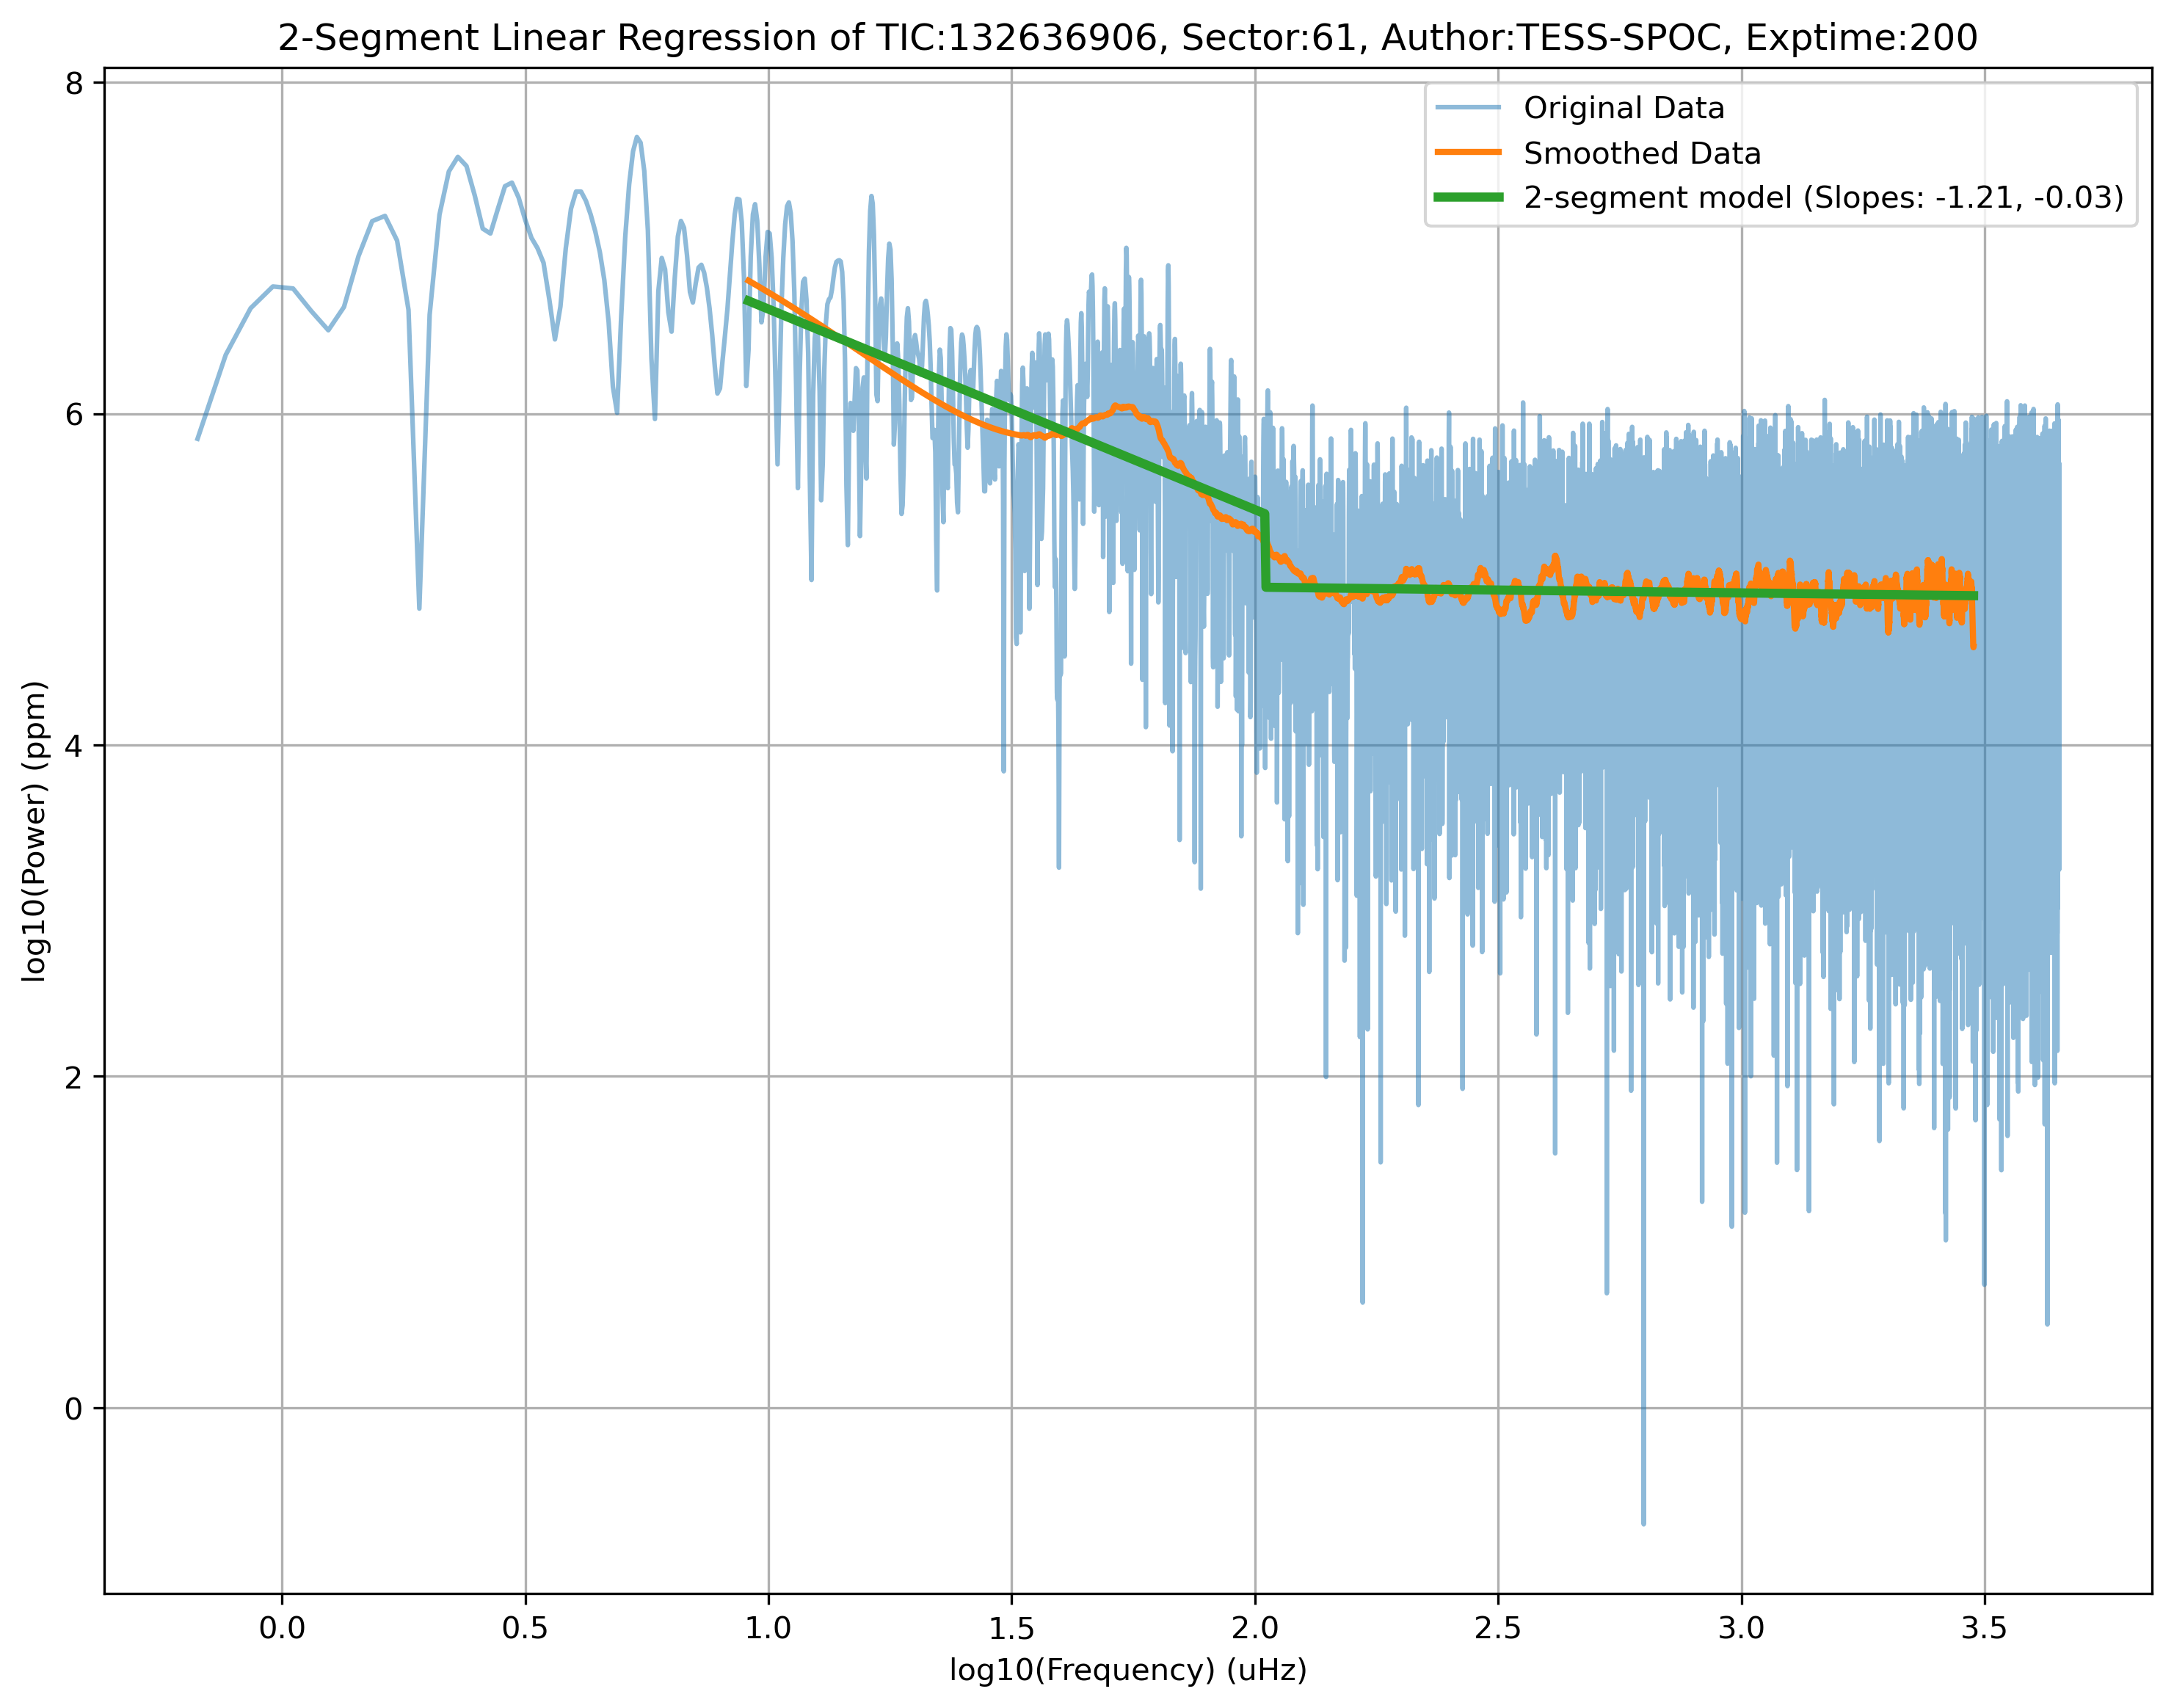 2-Segment Linear Regression of TIC:132636906, Sector:61, Author:TESS-SPOC, Exptime:200
Original Data
Smoothed Data
2-segment model (Slopes: -1.21, -0.03)
log10(Power) (ppm)
8
6
4
2
0
0.0 0.5 1.0 1.5 2.0 2.5 3.0 3.5
log10(Frequency) (uHz)